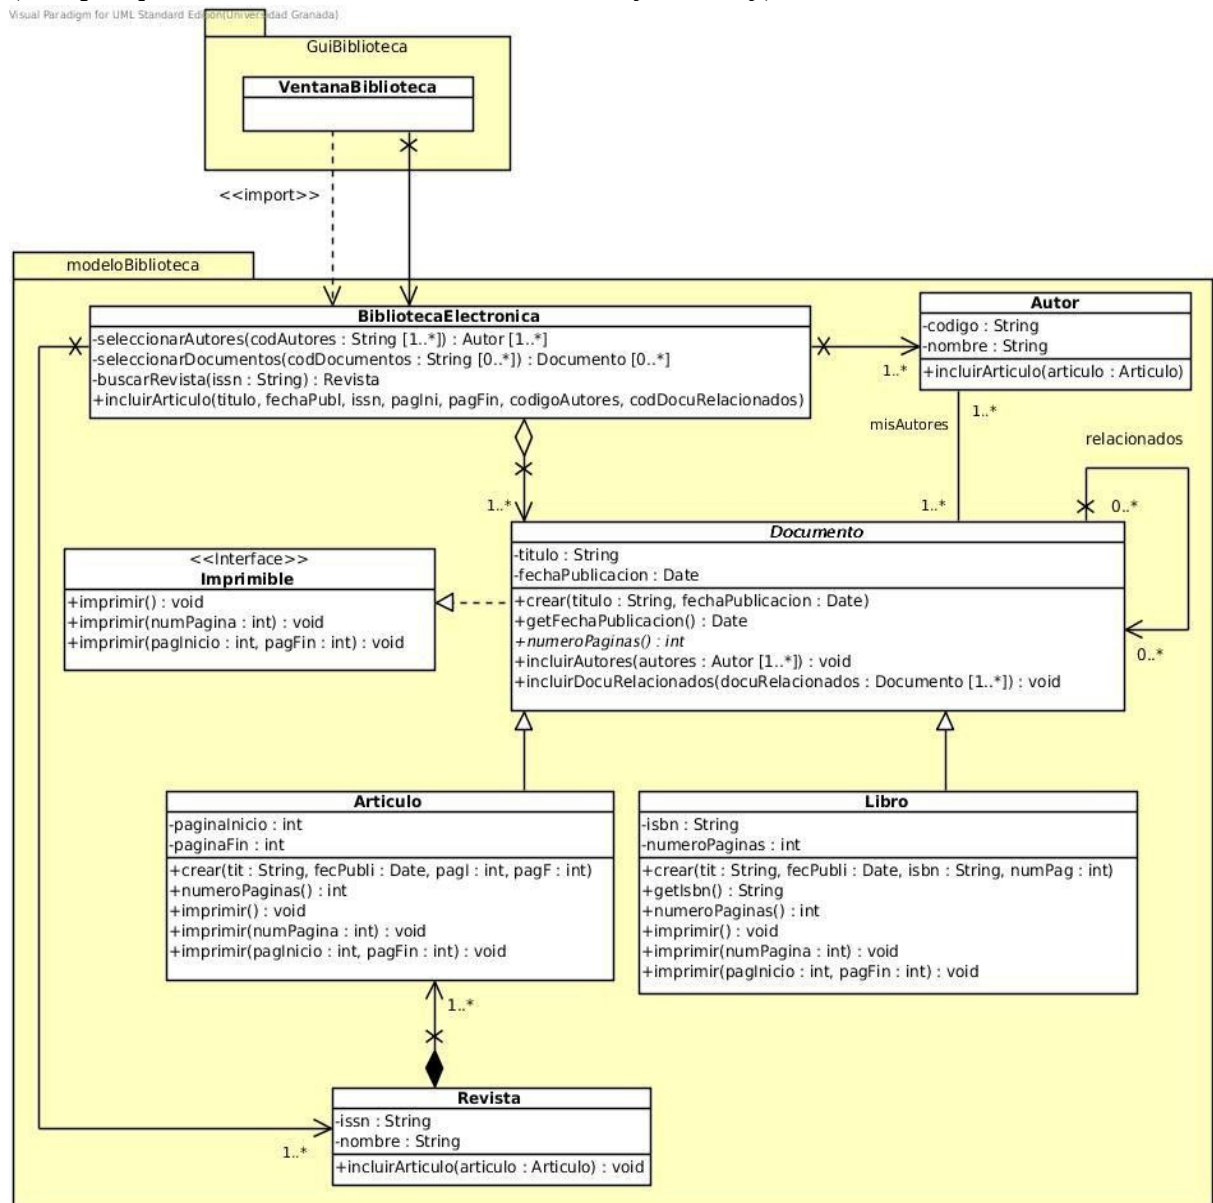 Visual Paradigm for UML Standard Edition(Universidad Granada)
GuiBiblioteca
VentanaBiblioteca
<<import>>
modeloBiblioteca
BibliotecaElectronica
-seleccionarAutores(codAutores : String [1..*]) : Autor [1..*]
-seleccionarDocumentos(codDocumentos : String [0..*]) : Documento [0..*]
-buscarRevista(issn : String) : Revista
+incluirArticulo(titulo, fechaPubl, issn, pagIni, pagFin, codigoAutores, codDocuRelacionados)
Autor
-codigo : String
-nombre : String
+incluirArticulo(articulo : Articulo)
1..*
1..*
misAutores
relacionados
1..*
1..*
0..*
<<Interface>>
Imprimible
+imprimir() : void
+imprimir(numPagina : int) : void
+imprimir(pagInicio : int, pagFin : int) : void
Documento
-titulo : String
-fechaPublicacion : Date
+crear(titulo : String, fechaPublicacion : Date)
+getFechaPublicacion() : Date
+numeroPaginas() : int
+incluirAutores(autores : Autor [1..*]) : void
+incluirDocuRelacionados(docuRelacionados : Documento [1..*]) : void
0..*
Articulo
-paginaInicio : int
-paginaFin : int
+crear(tit : String, fecPubli : Date, pagI : int, pagF : int)
+numeroPaginas() : int
+imprimir() : void
+imprimir(numPagina : int) : void
+imprimir(pagInicio : int, pagFin : int) : void
Libro
-isbn : String
-numeroPaginas : int
+crear(tit : String, fecPubli : Date, isbn : String, numPag : int)
+getIsbn() : String
+numeroPaginas() : int
+imprimir() : void
+imprimir(numPagina : int) : void
+imprimir(pagInicio : int, pagFin : int) : void
1..*
Revista
-issn : String
-nombre : String
+incluirArticulo(articulo : Articulo) : void
1..*